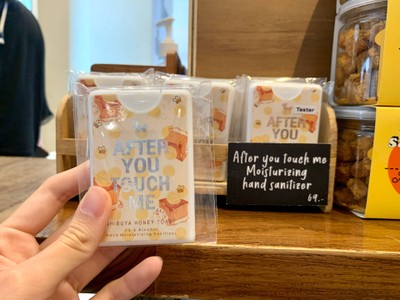 AFTER
YOU
TOUCH
ME
SHIBUYA HONEY TOAST
Tester
AFTER
YOU
After you touch me
Moisturizing
hand sanitizer
69.-